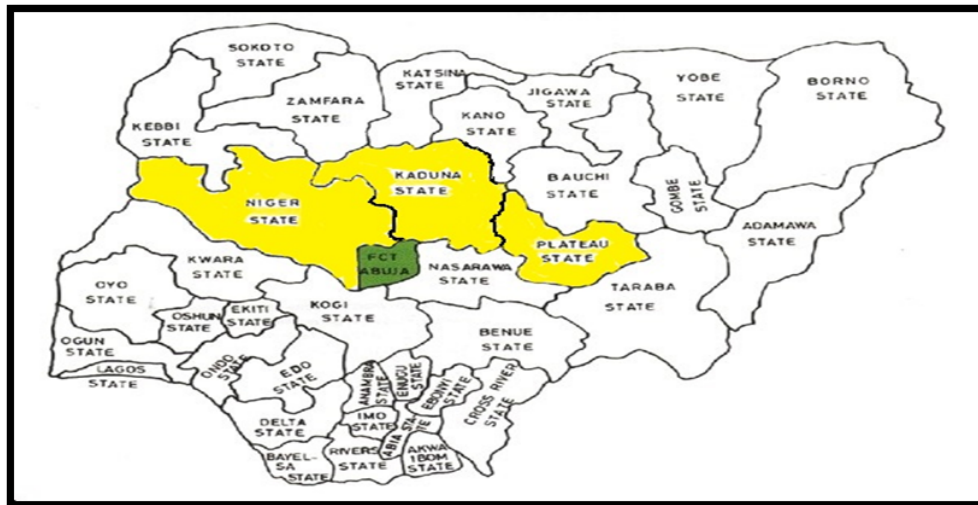 SOKOTO
STATE
KATSINA
STATE
JIGAWA
STATE
YOBE
STATE
BORNO
STATE
ZAMFARA
STATE
KANO
STATE
KEBBI
STATE
KADUNA
STATE
BAUCHI
STATE
GOMBE
STATE
NIGER
STATE
ADAMAWA
STATE
PLATEAU
STATE
FCT
ABUJA
KWARA
STATE
NASARAWA
STATE
TARABA
STATE
OYO
STATE
KOGI
STATE
OSHUN
STATE
EKITI
STATE
BENUE
STATE
OGUN
STATE
LAGOS
STATE
ONDO
STATE
EDO
STATE
ANAMBRA
STATE
ENUGU
STATE
EBONYI
STATE
CROSS RIVER
STATE
DELTA
STATE
IMO
STATE
ABIA STA-
TE
BAYEL-
SA
STATE
RIVERS
STATE
AKWA
IBOM
STATE